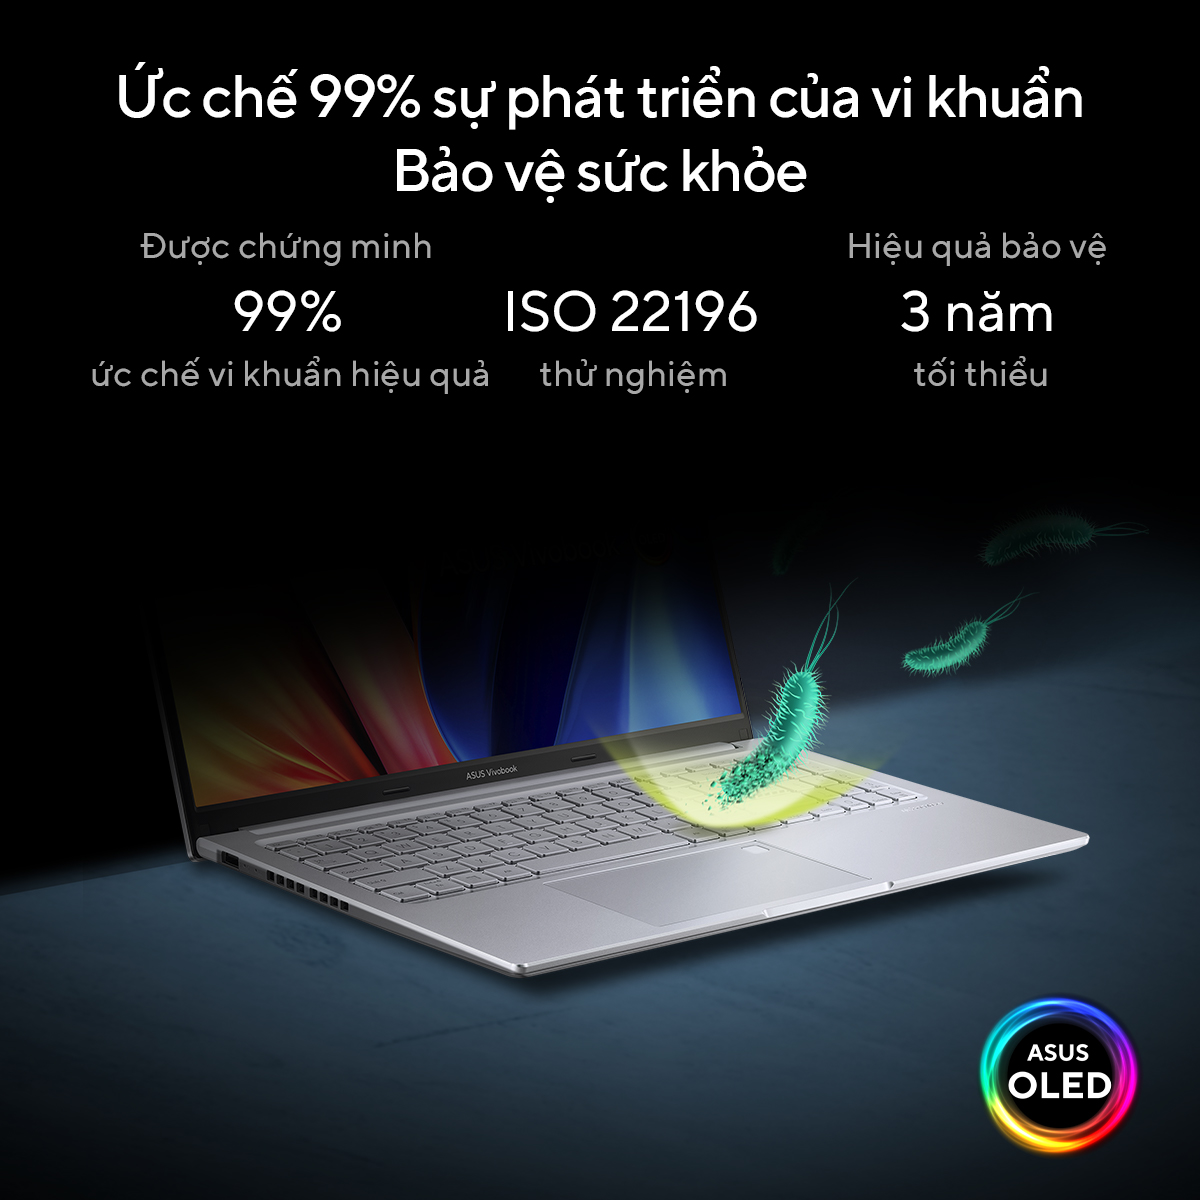 Ức chế 99% sự phát triển của vi khuẩn
Bảo vệ sức khỏe
Được chứng minh
99%
ức chế vi khuẩn hiệu quả
ISO 22196
thử nghiệm
Hiệu quả bảo vệ
3 năm
tối thiểu
ASUS Vivobook
ASUS
OLED